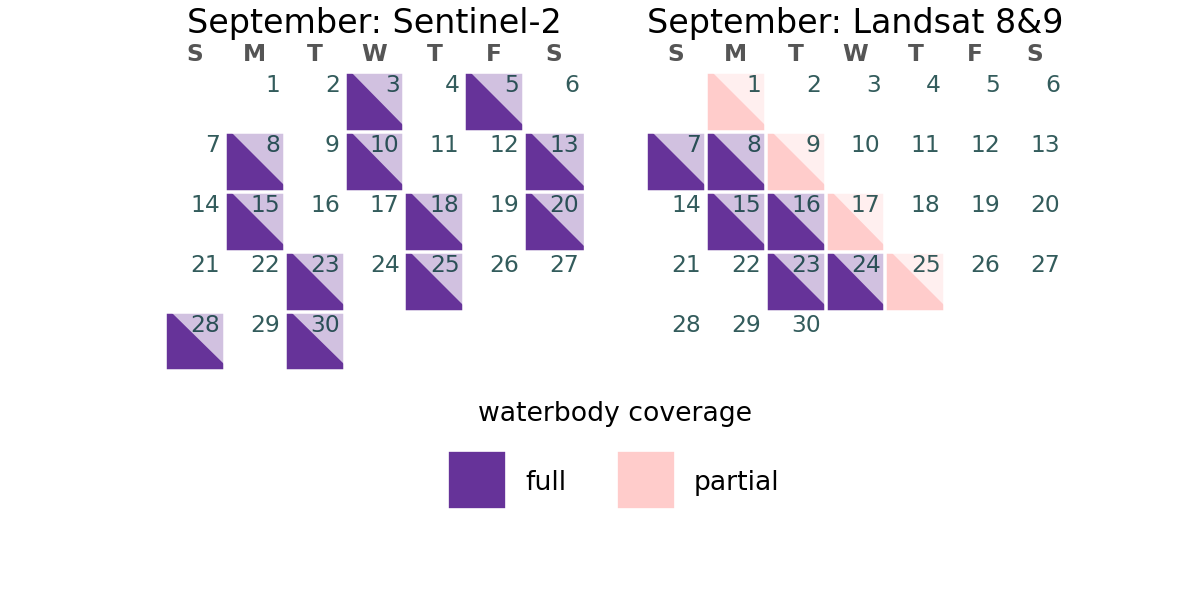 September: Sentinel-2
S M T W T F S
1 2 3 4 5 6
7 8 9 10 11 12 13
14 15 16 17 18 19 20
21 22 23 24 25 26 27
28 29 30
September: Landsat 8&9
S M T W T F S
1 2 3 4 5 6
7 8 9 10 11 12 13
14 15 16 17 18 19 20
21 22 23 24 25 26 27
28 29 30
waterbody coverage
full partial